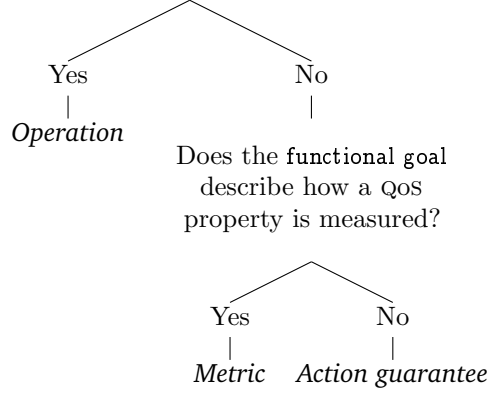 Yes No
Operation
Does the functional goal
describe how a QoS
property is measured?
Yes No
Metric Action guarantee